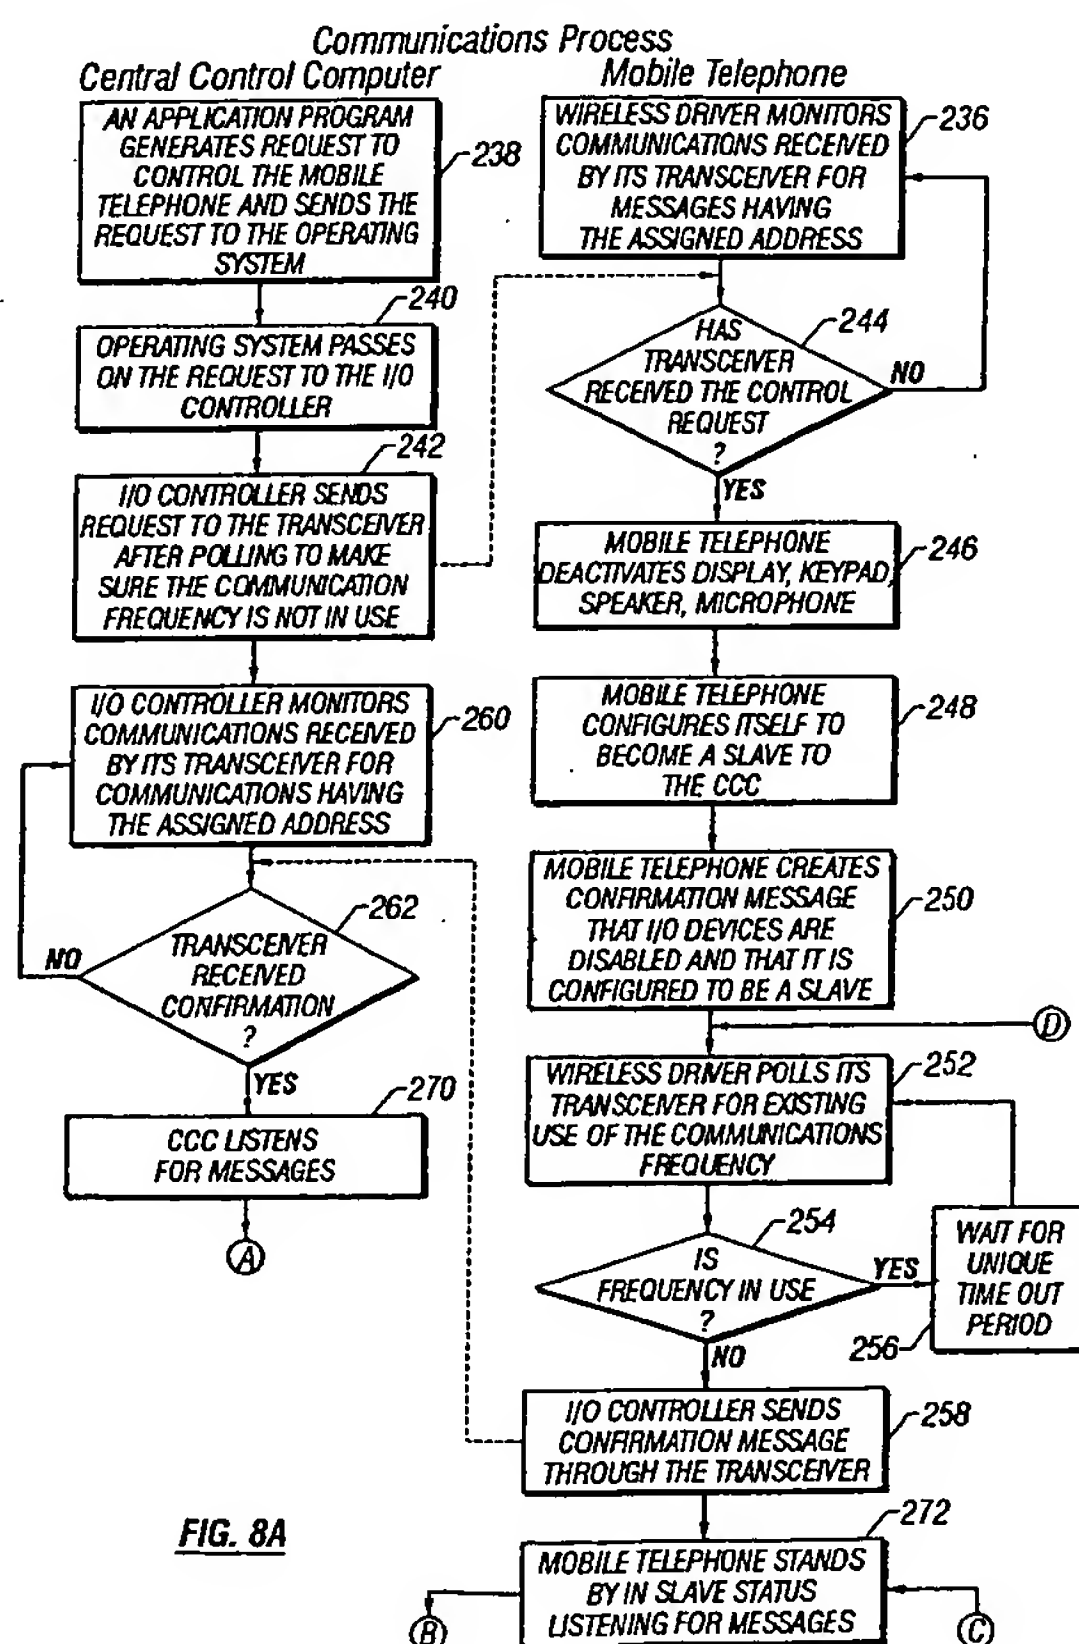 Communications Process
Central Control Computer
AN APPLICATION PROGRAM
GENERATES REQUEST TO
CONTROL THE MOBILE
TELEPHONE AND SENDS THE
REQUEST TO THE OPERATING
SYSTEM
238
240
OPERATING SYSTEM PASSES
ON THE REQUEST TO THE I/O
CONTROLLER
242
I/O CONTROLLER SENDS
REQUEST TO THE TRANSCEIVER
AFTER POLLING TO MAKE
SURE THE COMMUNICATION
FREQUENCY IS NOT IN USE
I/O CONTROLLER MONITORS
COMMUNICATIONS RECEIVED
BY ITS TRANSCEIVER FOR
COMMUNICATIONS HAVING
THE ASSIGNED ADDRESS
260
262
TRANSCEIVER
RECEIVED
CONFIRMATION
?
NO
YES
270
CCC LISTENS
FOR MESSAGES
A
Mobile Telephone
WIRELESS DRIVER MONITORS
COMMUNICATIONS RECEIVED
BY ITS TRANSCEIVER FOR
MESSAGES HAVING
THE ASSIGNED ADDRESS
236
244
HAS
TRANSCEIVER
RECEIVED THE CONTROL
REQUEST
?
NO
YES
MOBILE TELEPHONE
DEACTIVATES DISPLAY, KEYPAD,
SPEAKER, MICROPHONE
246
MOBILE TELEPHONE
CONFIGURES ITSELF TO
BECOME A SLAVE TO
THE CCC
248
MOBILE TELEPHONE CREATES
CONFIRMATION MESSAGE
THAT I/O DEVICES ARE
DISABLED AND THAT IT IS
CONFIGURED TO BE A SLAVE
250
D
WIRELESS DRIVER POLLS ITS
TRANSCEIVER FOR EXISTING
USE OF THE COMMUNICATIONS
FREQUENCY
252
254
IS
FREQUENCY IN USE
?
YES
WAIT FOR
UNIQUE
TIME OUT
PERIOD
256
NO
I/O CONTROLLER SENDS
CONFIRMATION MESSAGE
THROUGH THE TRANSCEIVER
258
272
MOBILE TELEPHONE STANDS
BY IN SLAVE STATUS
LISTENING FOR MESSAGES
B
C
FIG. 8A